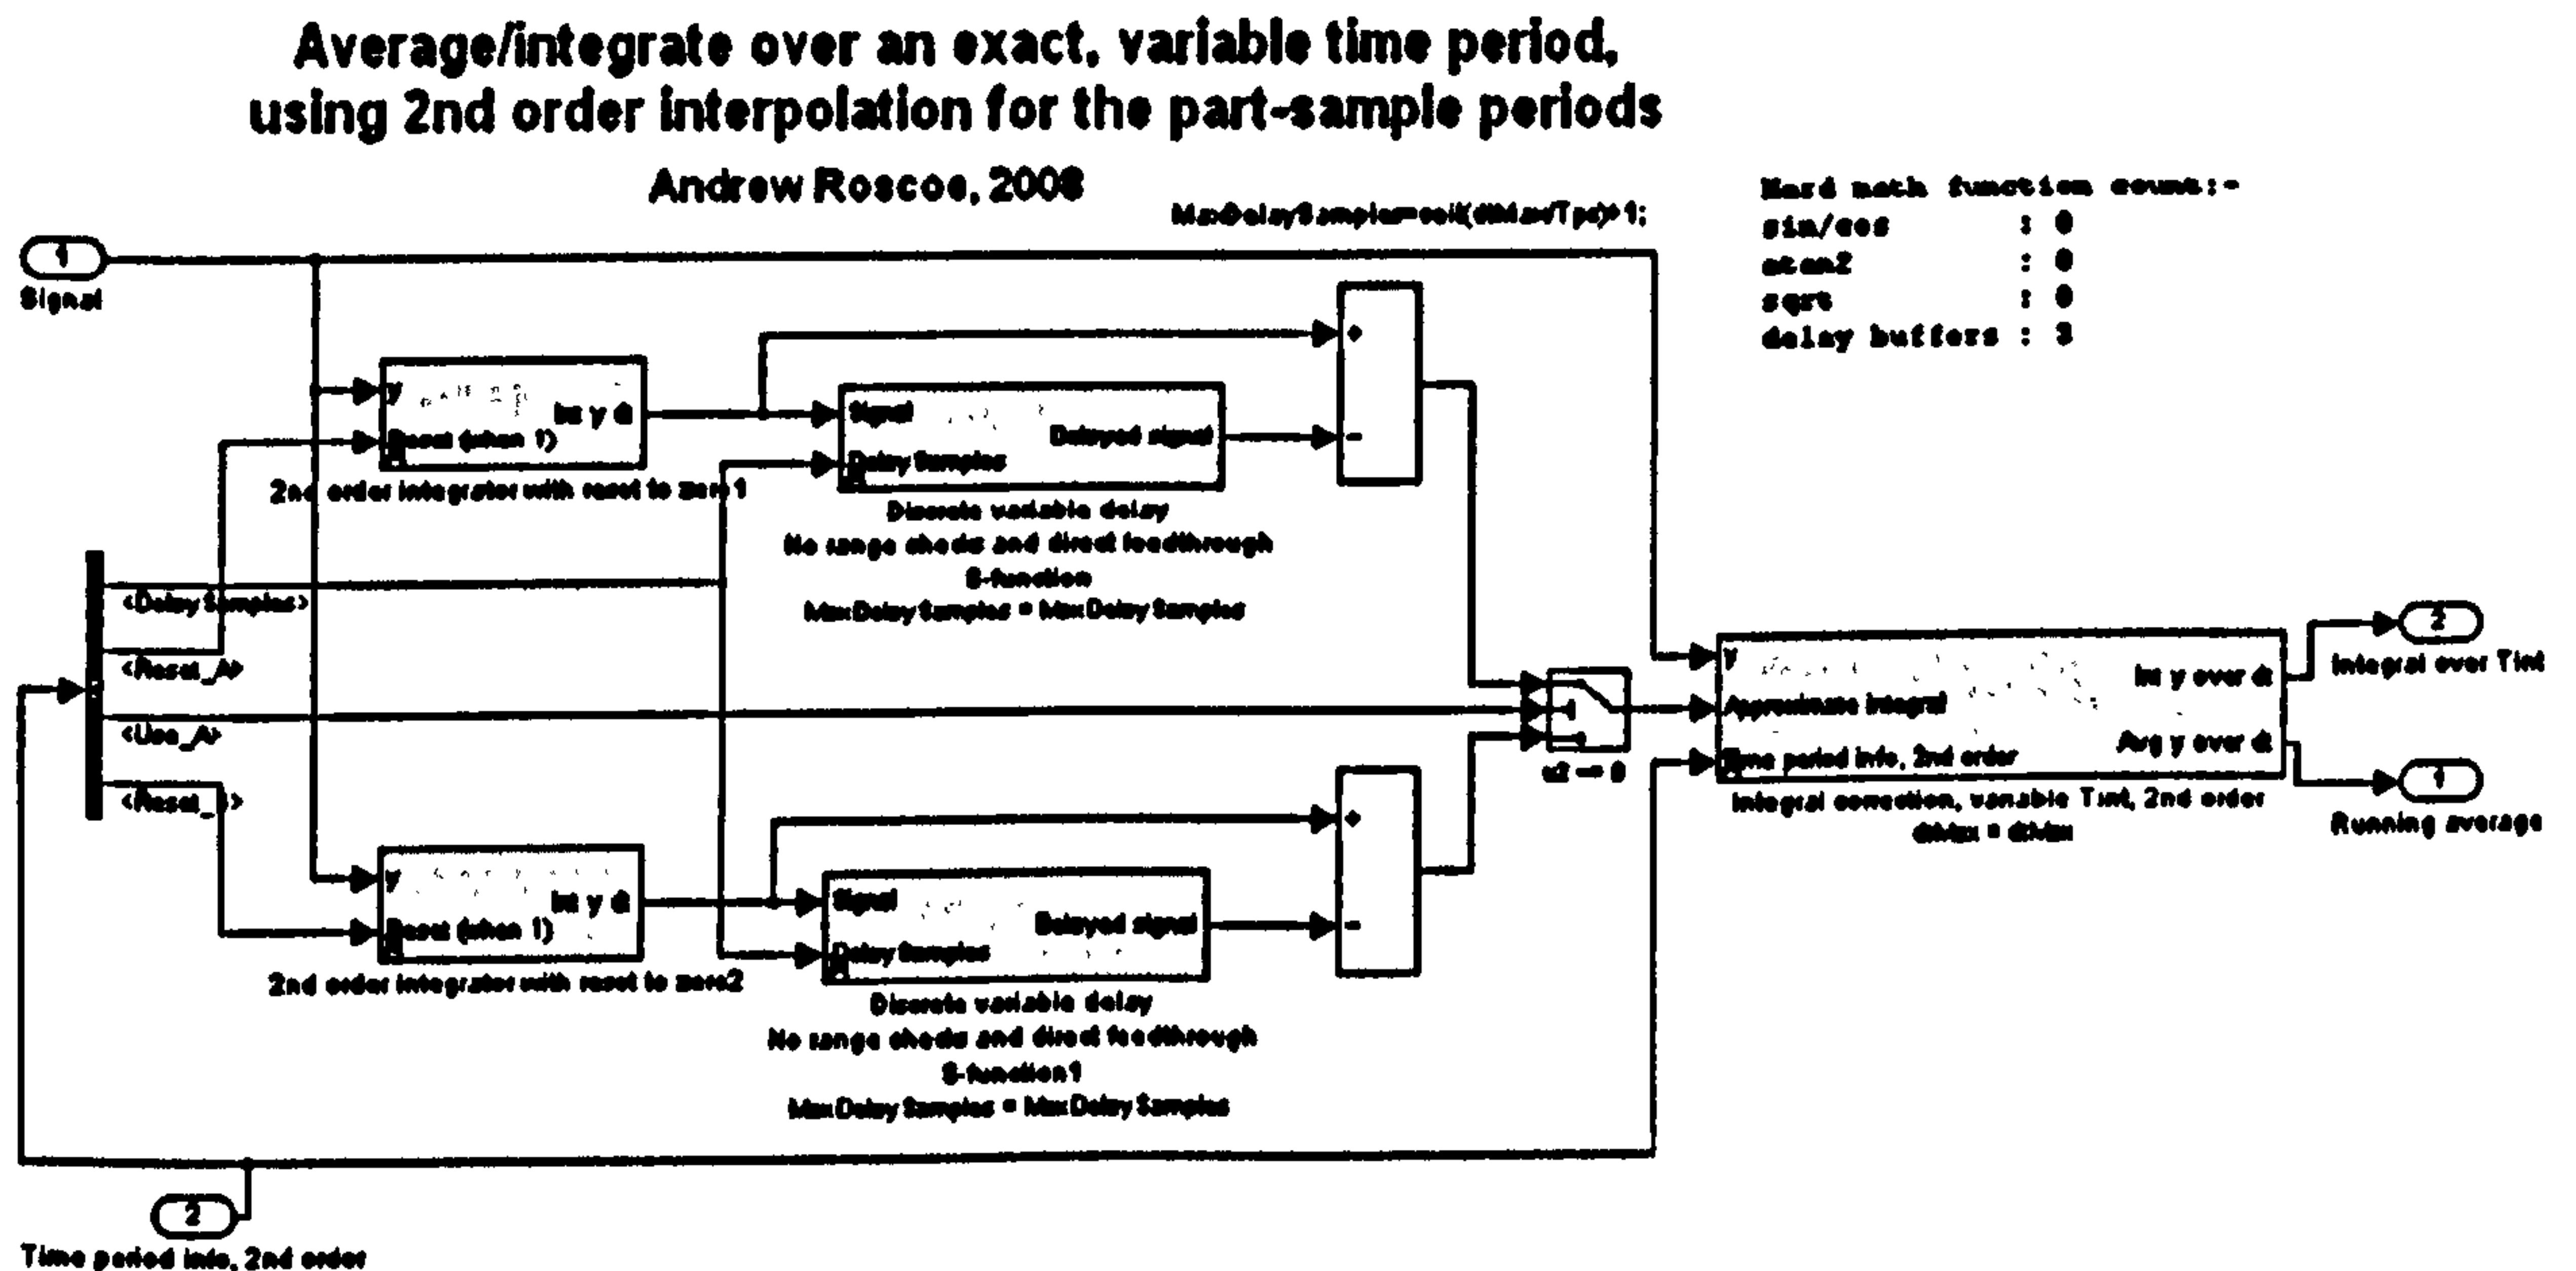 Average/integrate over an exact, variable time period,
using 2nd order interpolation for the part-sample periods
Andrew Roscoe, 2008
MaxDelaySamples=ceil(dtMax/Tps)+1;
Hard math function count:-
sin/cos : 0
atan2 : 0
sqrt : 0
delay buffers : 3
1
Signal
y
Int y dt
Reset (when 1)
2nd order integrator with reset to zero1
Signal
Delayed signal
Delay Samples
Discrete variable delay
No range checks and direct feedthrough
S-function
MaxDelaySamples = MaxDelaySamples
+
-
<DelaySamples>
<Reset_A>
<Use_A>
y
Int y dt
Reset (when 1)
2nd order integrator with reset to zero2
Signal
Delayed signal
Delay Samples
Discrete variable delay
No range checks and direct feedthrough
S-function1
MaxDelaySamples = MaxDelaySamples
+
-
y
Approximate integral
Time period info, 2nd order
Int y over dt
Avg y over dt
Integral correction, variable Tint, 2nd order
dtMax = dtMax
2
Integral over Tint
1
Running average
2
Time period info, 2nd order